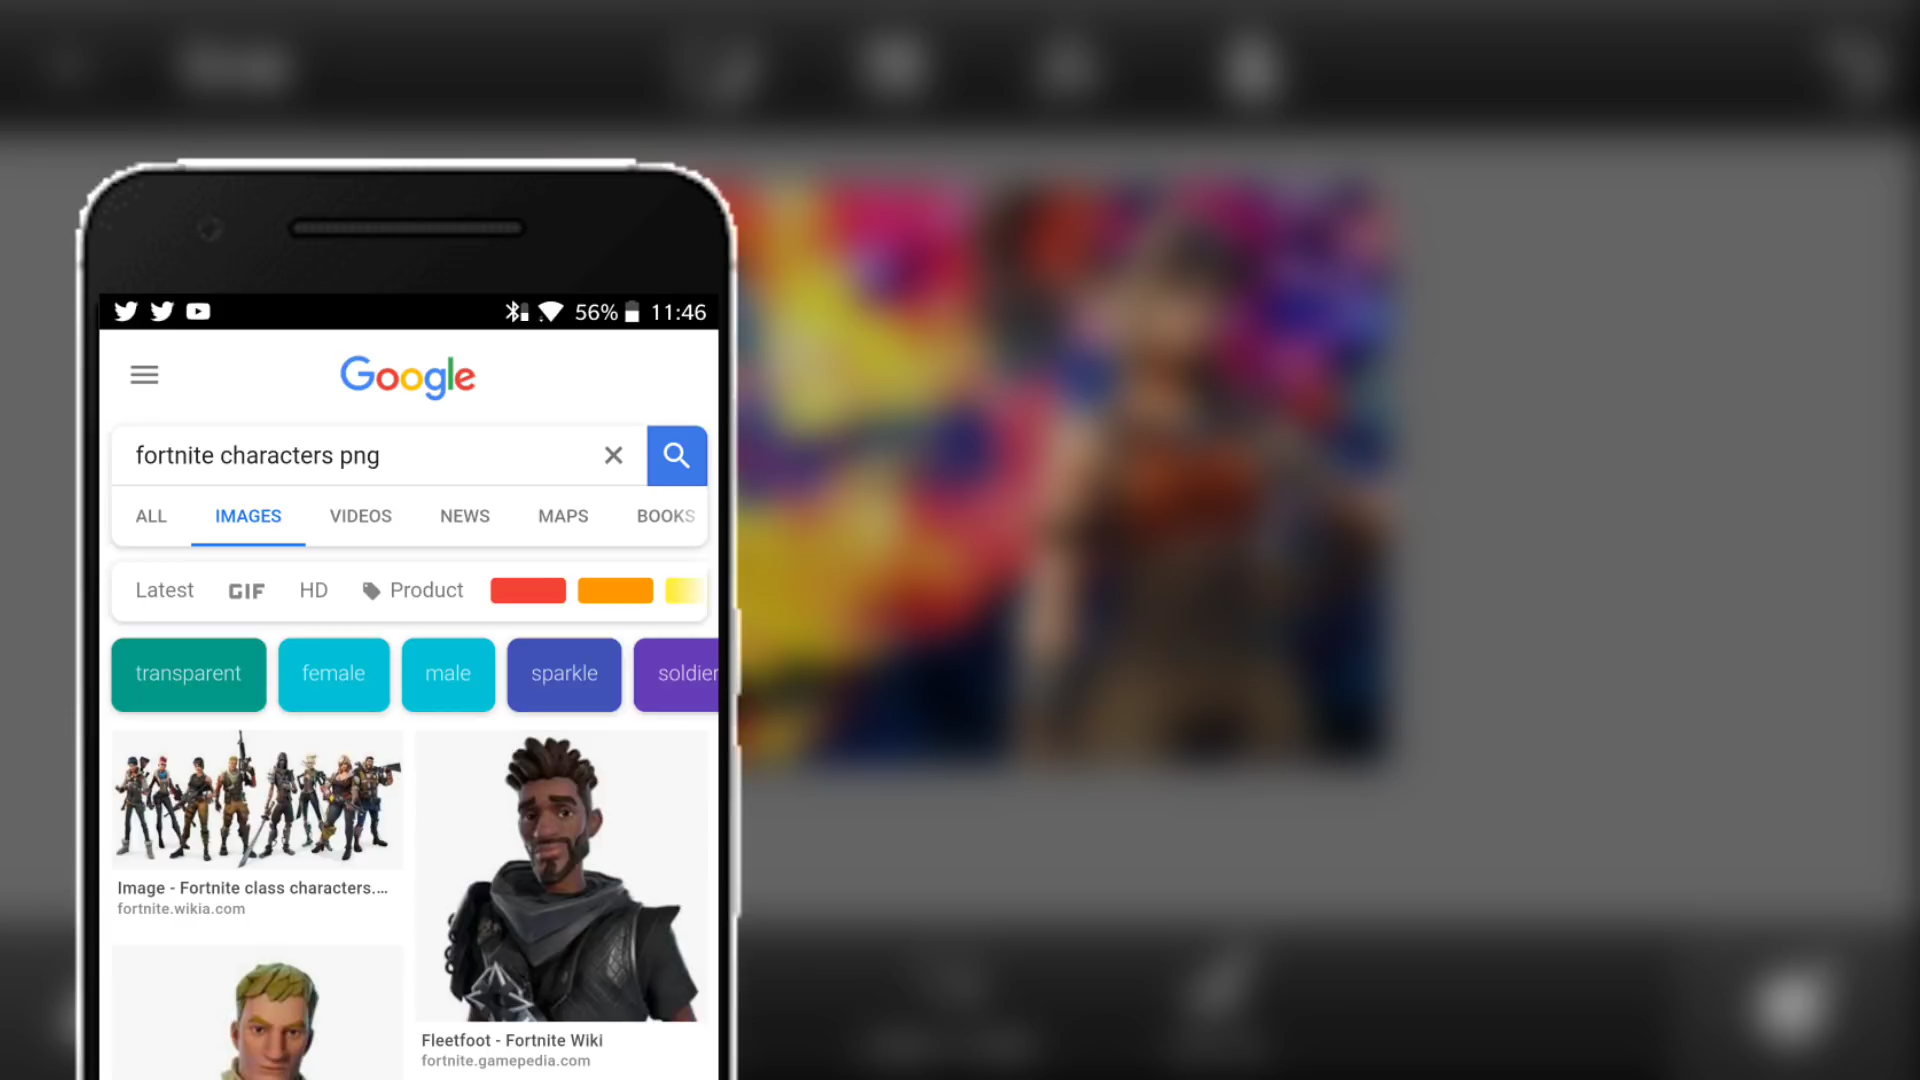 56% 11:46
Google
fortnite characters png
ALL IMAGES VIDEOS NEWS MAPS BOOKS
Latest GIF HD Product
transparent female male sparkle soldier
Image - Fortnite class characters....
fortnite.wikia.com
Fleetfoot - Fortnite Wiki
fortnite.gamepedia.com